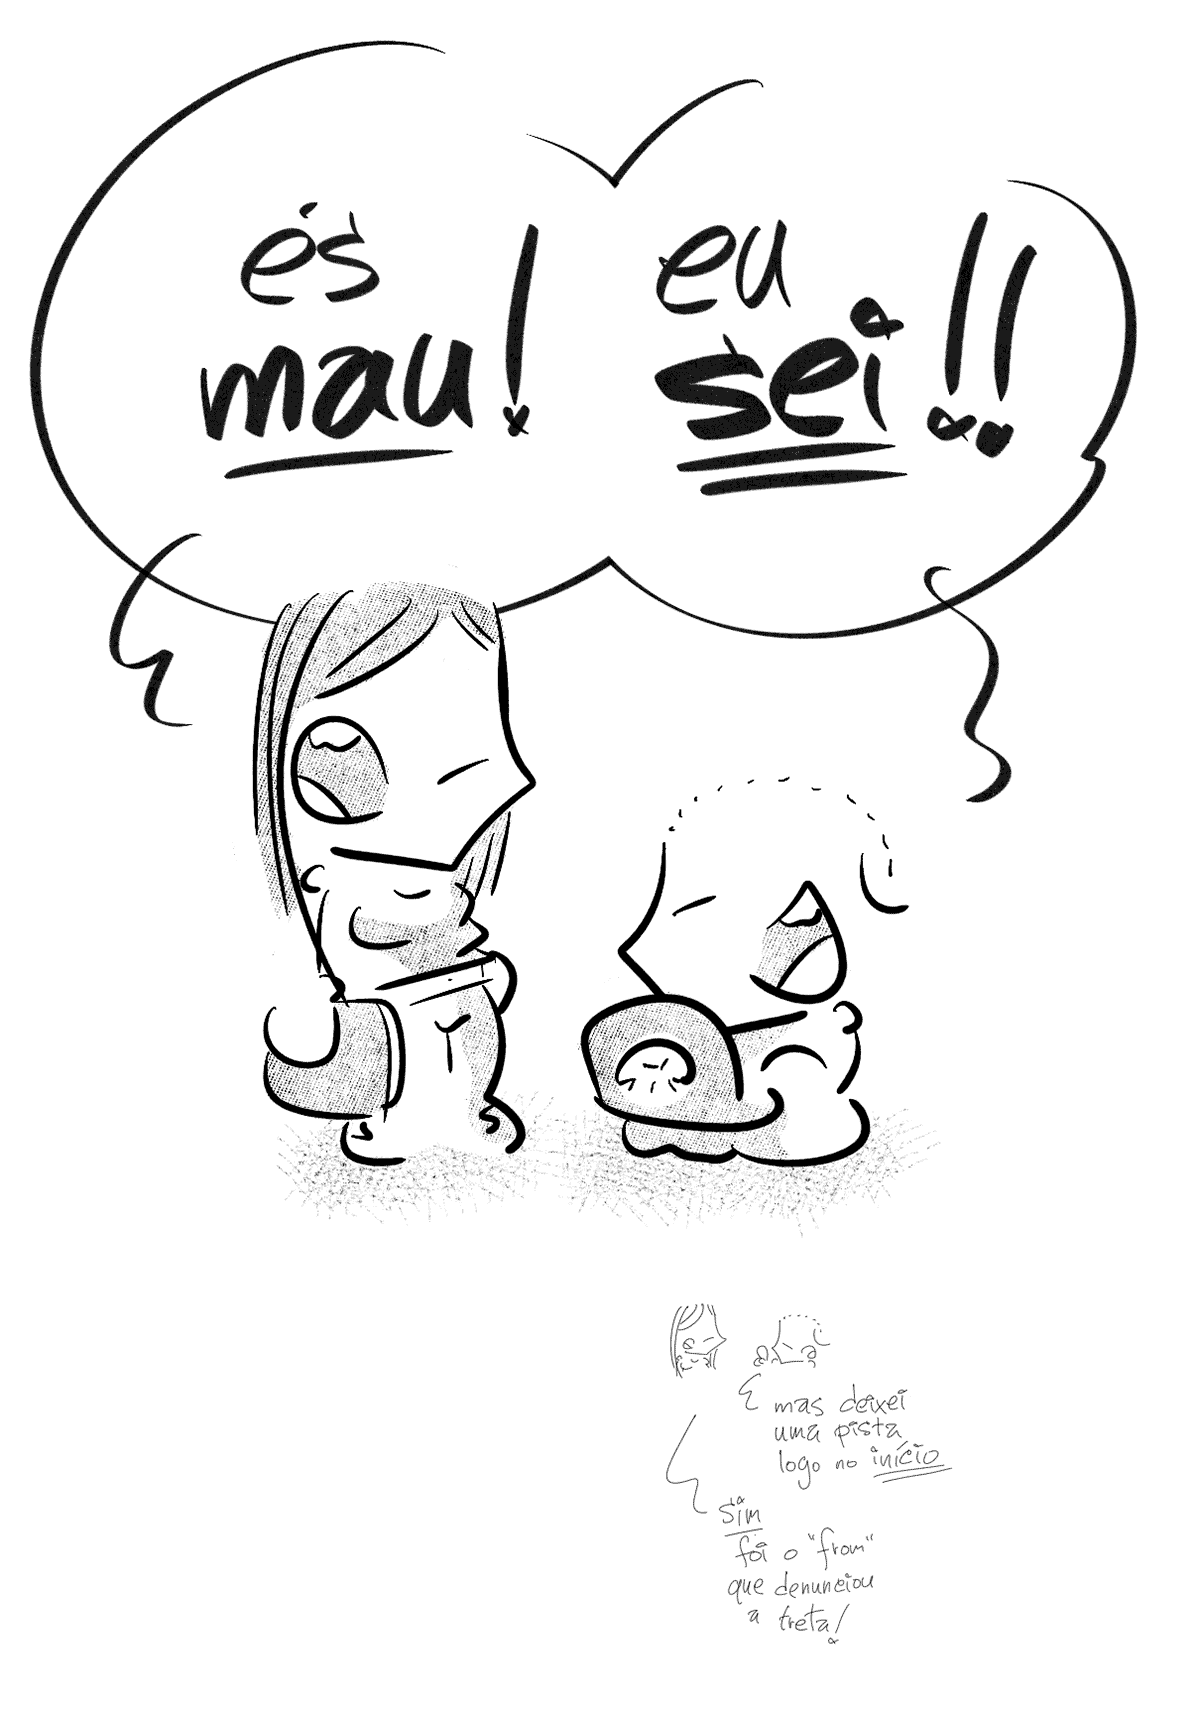 és
mau!
eu
sei!!
mas deixei
uma pista
logo no início
sim
foi o "from"
que denunciou
a treta!